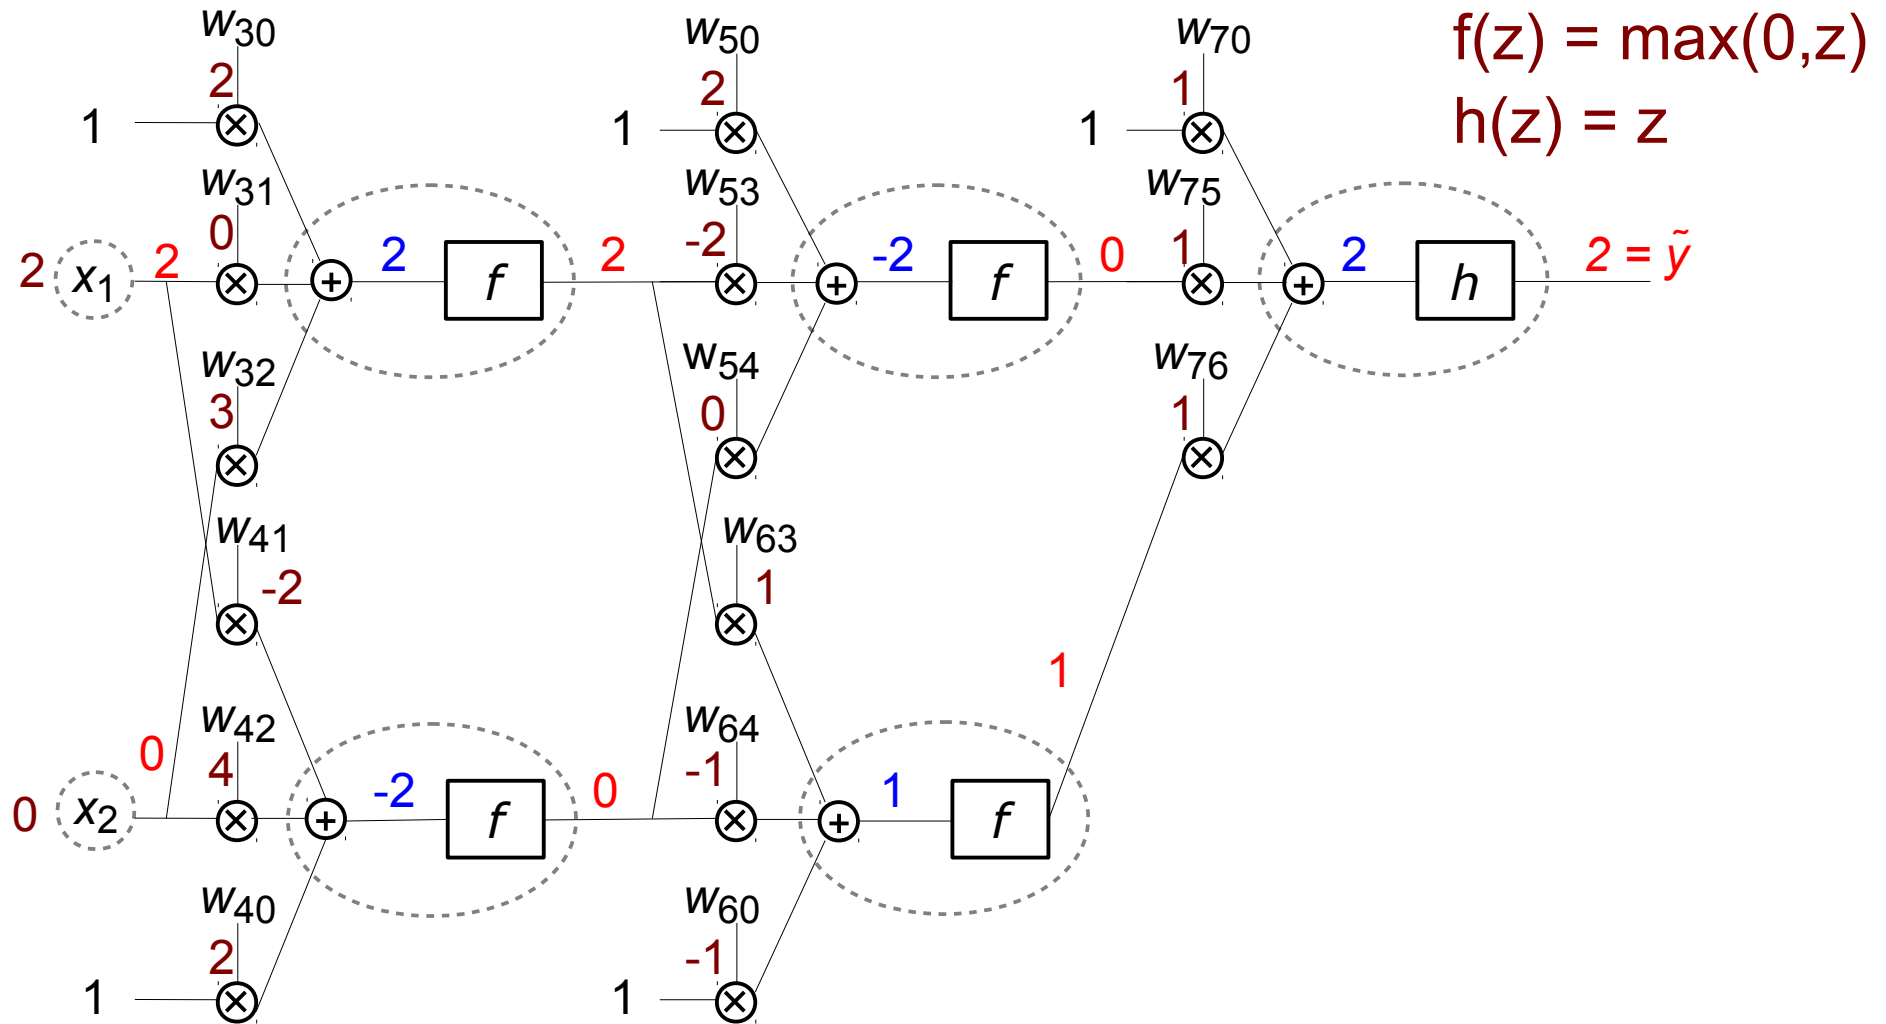 w30 w50 w70 f(z) = max(0,z)
2 2 1
1 1 1 h(z) = z
w31 w53 w75
0 -2 1
2 x1 2 2 f 2 -2 f 0 2 h 2 = ỹ
w32 w54 w76
3 0 1
w41 w63
-2 1
1
w42 w64
0 4 -1
0 x2 -2 f 0 1 f
w40 w60
2 -1
1 1